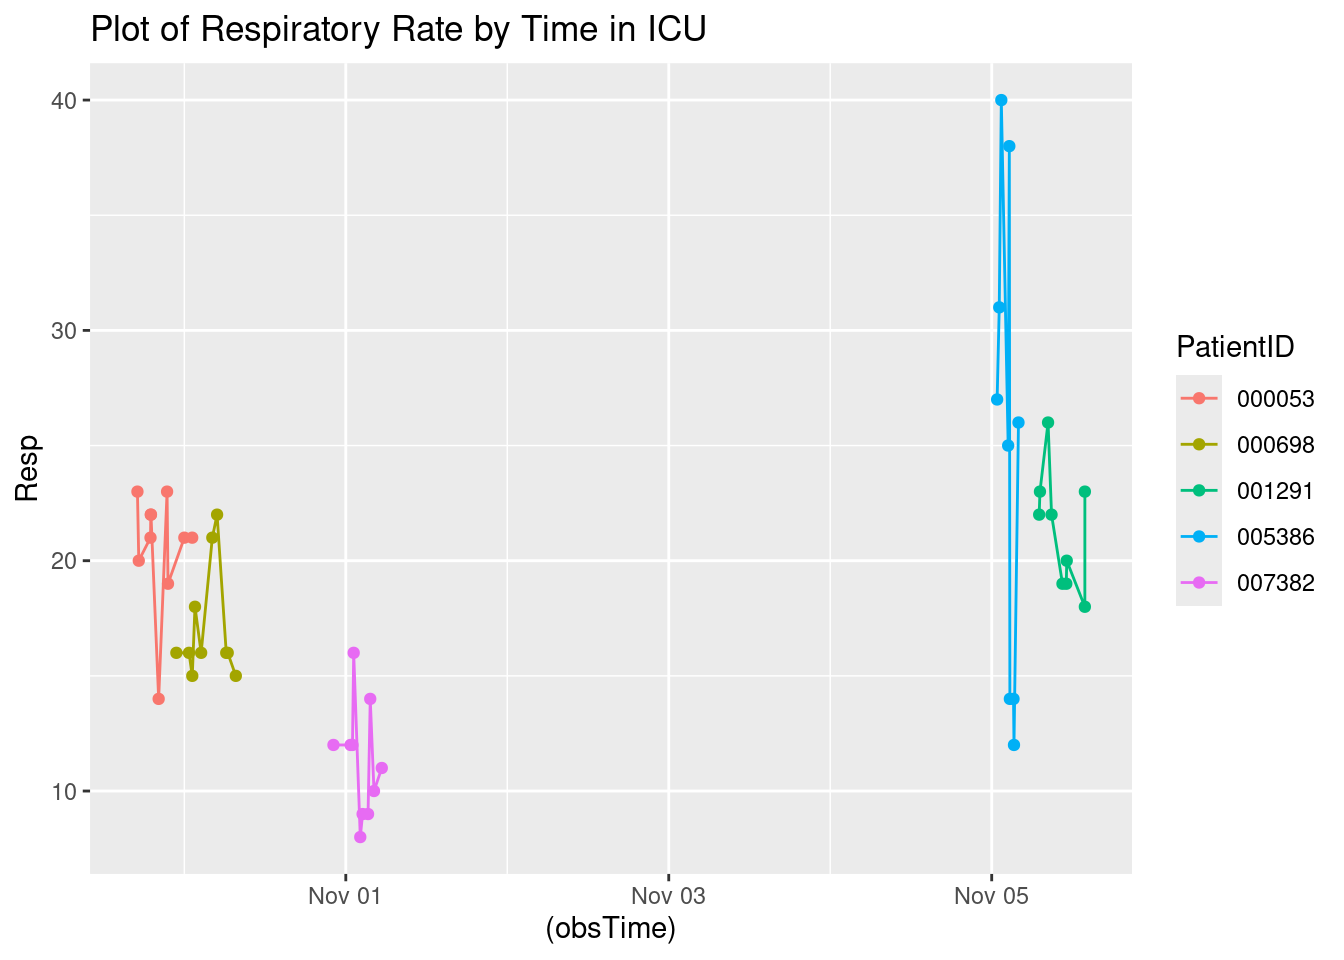 Plot of Respiratory Rate by Time in ICU
40
30
20
10
Resp
Nov 01
Nov 03
Nov 05
(obsTime)
PatientID
000053
000698
001291
005386
007382